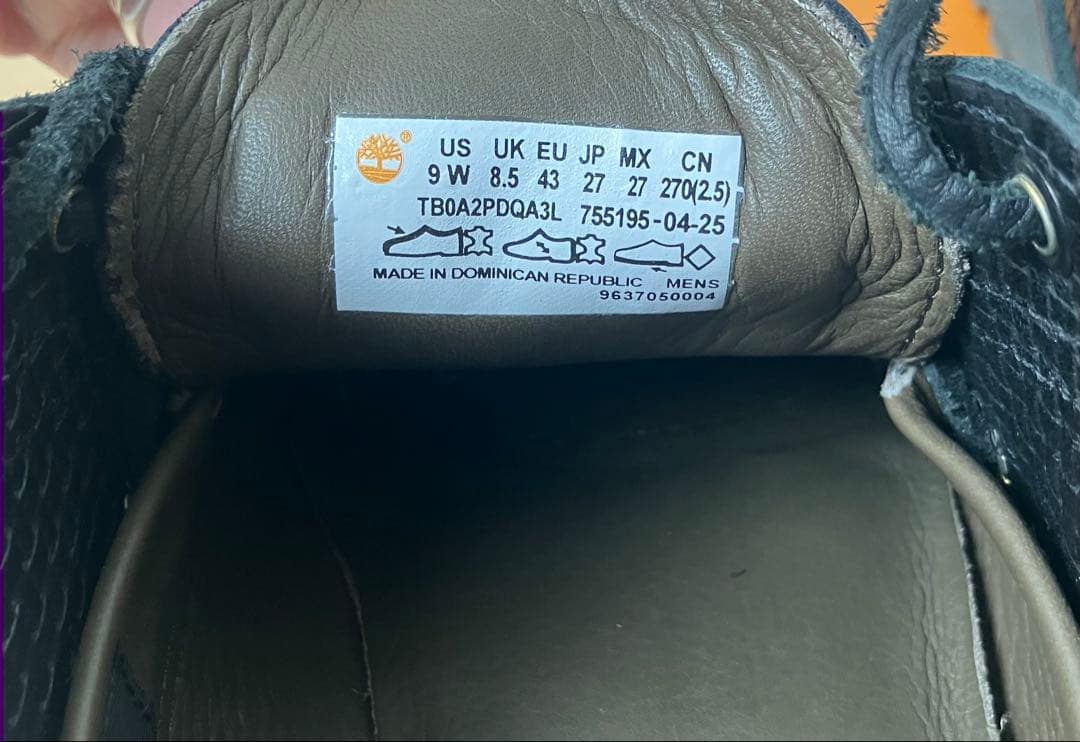 ®
US UK EU JP MX CN
9 W 8.5 43 27 27 270(2.5)
TB0A2PDQA3L 755195-04-25
MADE IN DOMINICAN REPUBLIC MENS
9637050004